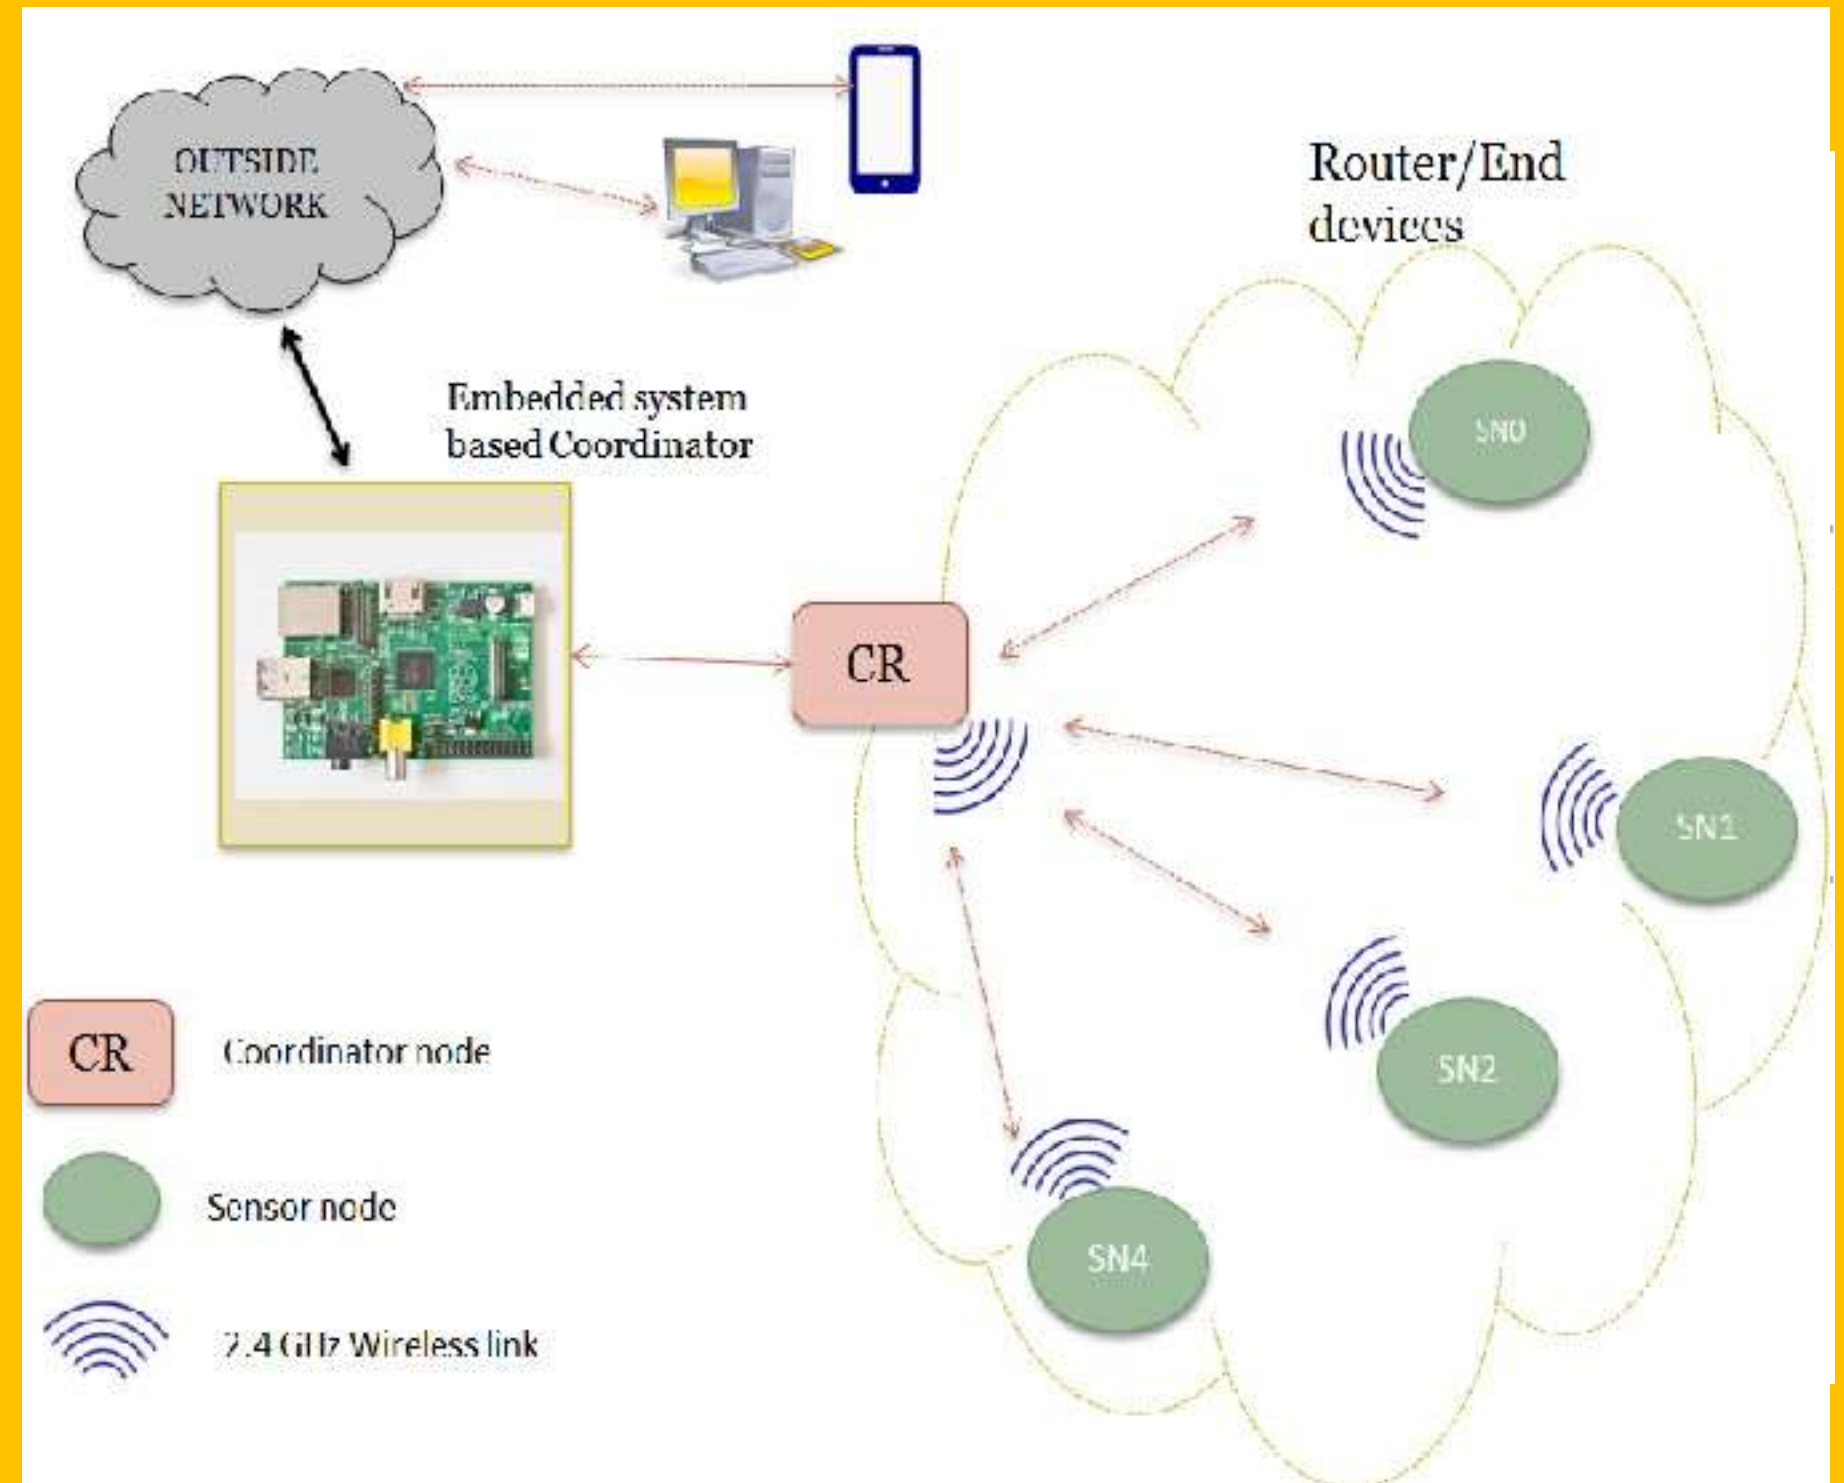 OUTSIDE
NETWORK
Router/End
devices
Embedded system
based Coordinator
SN0
CR
SN1
SN2
SN4
CR
Coordinator node
Sensor node
2.4 GHz Wireless link